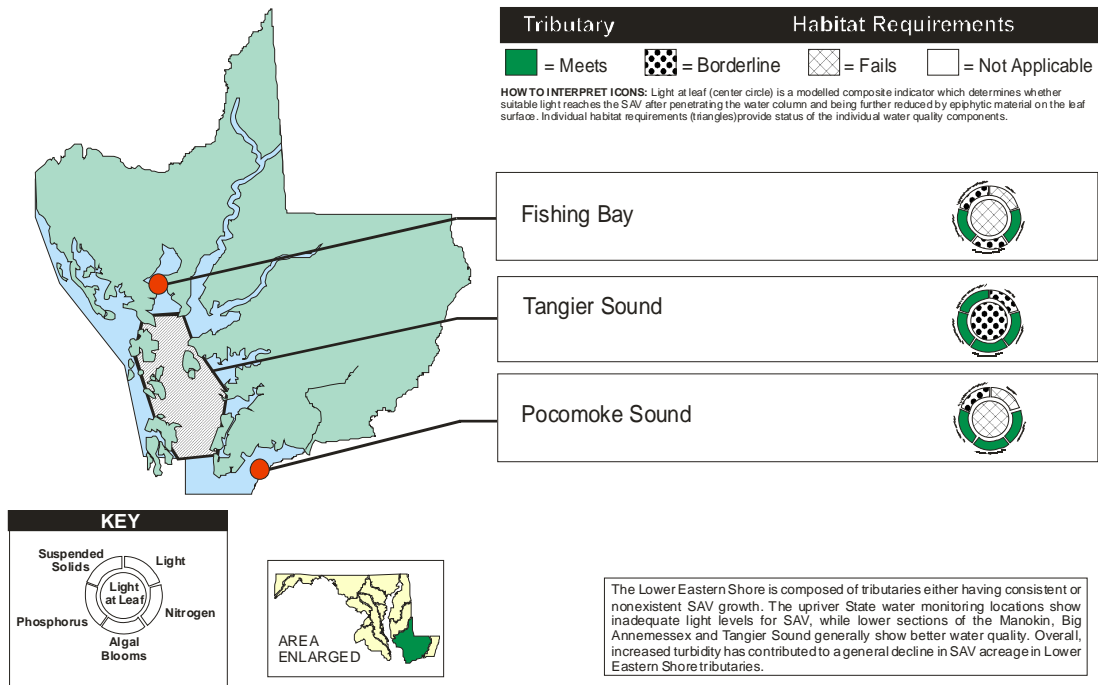 Tributary Habitat Requirements
= Meets = Borderline = Fails = Not Applicable
HOW TO INTERPRET ICONS: Light at leaf (center circle) is a modelled composite indicator which determines whether
suitable light reaches the SAV after penetrating the water column and being further reduced by epiphytic material on the leaf
surface. Individual habitat requirements (triangles)provide status of the individual water quality components.
Fishing Bay
Tangier Sound
Pocomoke Sound
KEY
Suspended
Solids
Light
Light
at Leaf
Phosphorus
Nitrogen
Algal
Blooms
AREA
ENLARGED
The Lower Eastern Shore is composed of tributaries either having consistent or
nonexistent SAV growth. The upriver State water monitoring locations show
inadequate light levels for SAV, while lower sections of the Manokin, Big
Annemessex and Tangier Sound generally show better water quality. Overall,
increased turbidity has contributed to a general decline in SAV acreage in Lower
Eastern Shore tributaries.